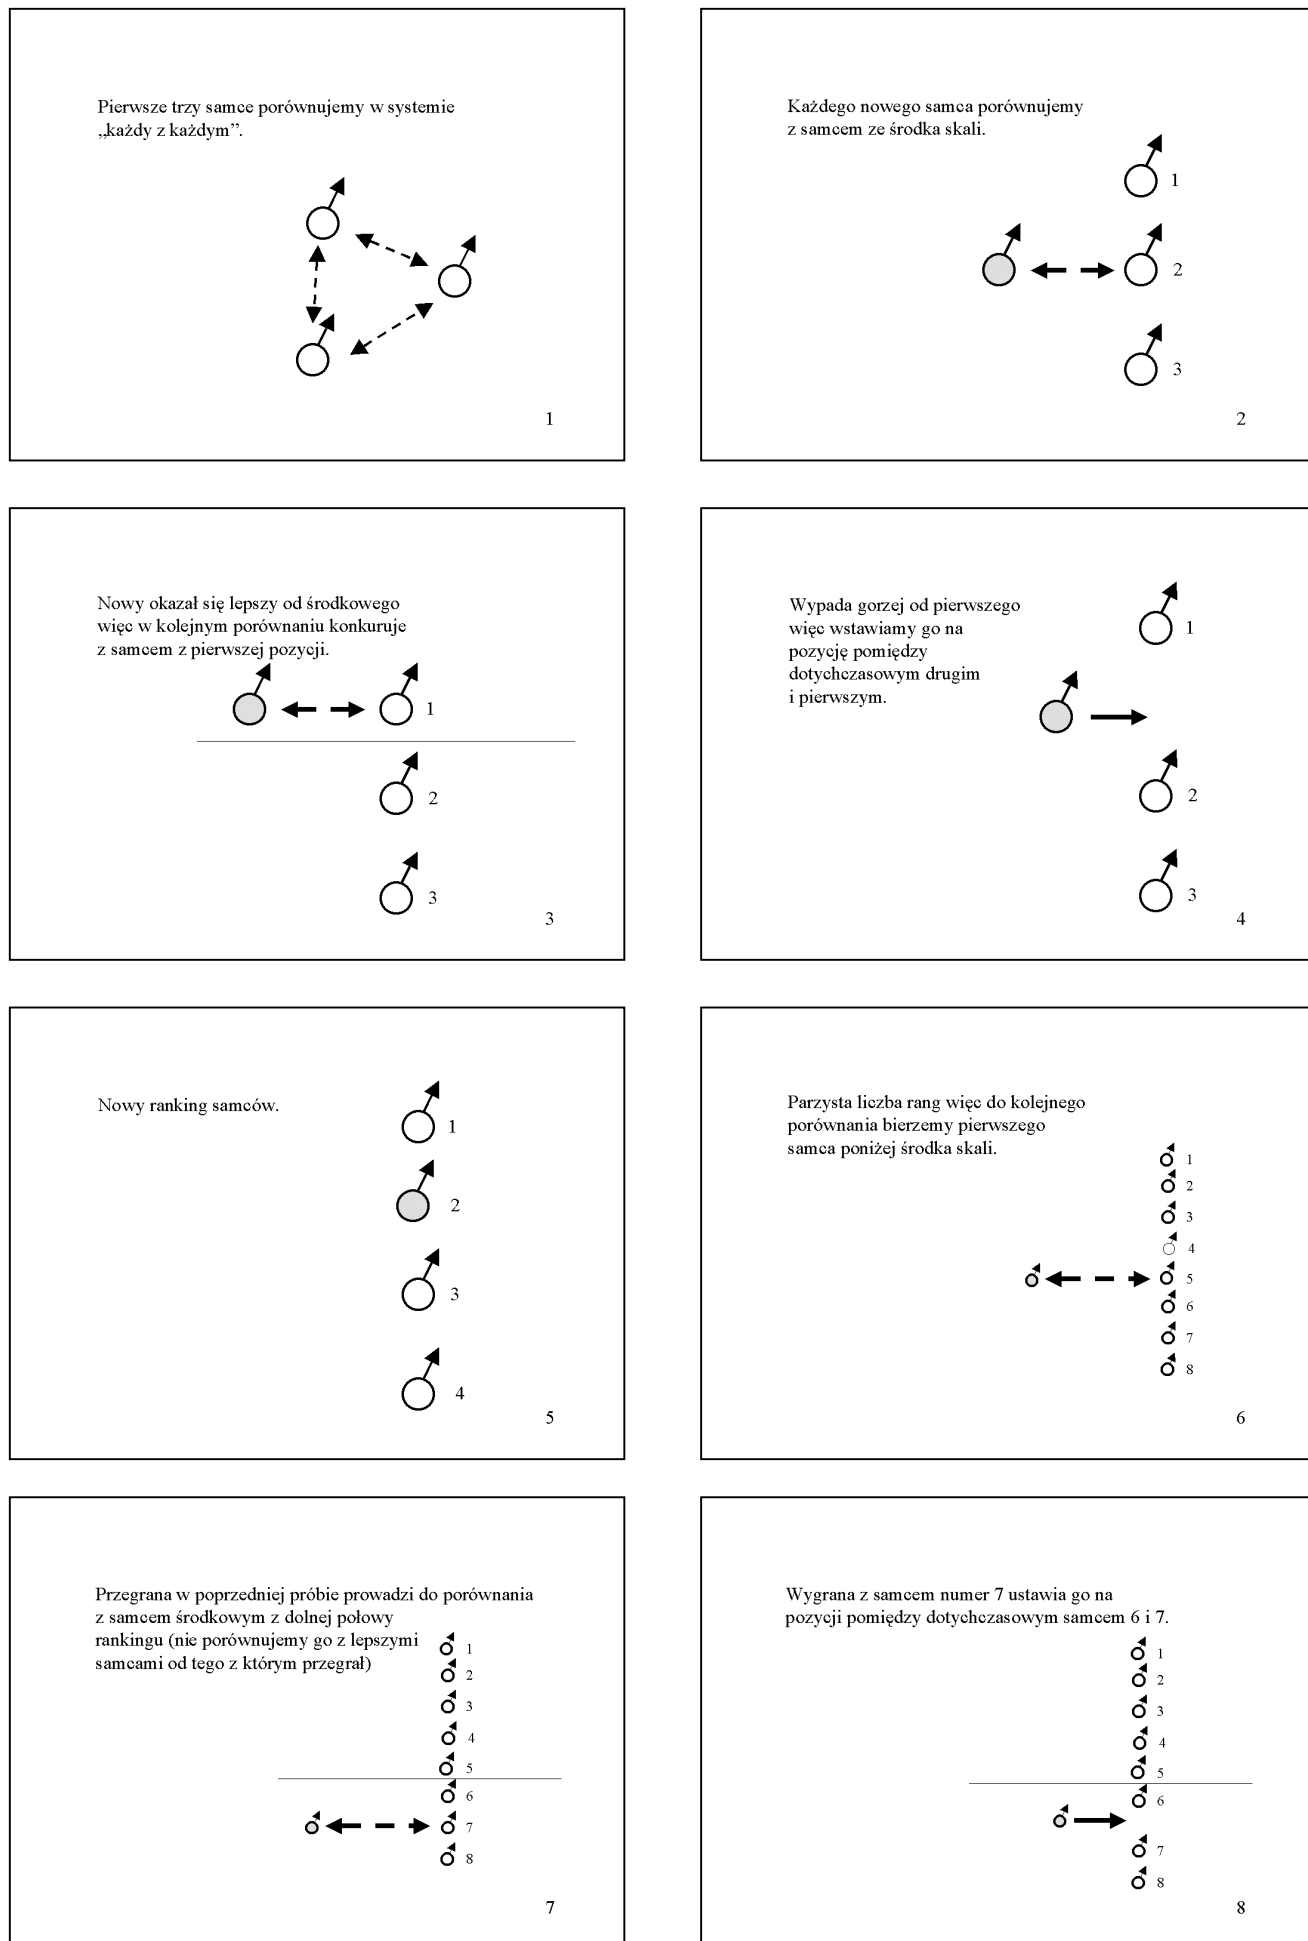 Pierwsze trzy samce porównujemy w systemie
„każdy z każdym”.
1
Każdego nowego samca porównujemy
z samcem ze środka skali.
1
2
3
2
Nowy okazał się lepszy od środkowego
więc w kolejnym porównaniu konkuruje
z samcem z pierwszej pozycji.
1
2
3
3
Wypada gorzej od pierwszego
więc wstawiamy go na
pozycję pomiędzy
dotychczasowym drugim
i pierwszym.
1
2
3
4
Nowy ranking samców.
1
2
3
4
5
Parzysta liczba rang więc do kolejnego
porównania bierzemy pierwszego
samca poniżej środka skali.
1
2
3
4
5
6
7
8
6
Przegrana w poprzedniej próbie prowadzi do porównania
z samcem środkowym z dolnej połowy
rankingu (nie porównujemy go z lepszymi
samcami od tego z którym przegrał)
1
2
3
4
5
6
7
8
7
Wygrana z samcem numer 7 ustawia go na
pozycji pomiędzy dotychczasowym samcem 6 i 7.
1
2
3
4
5
6
7
8
8